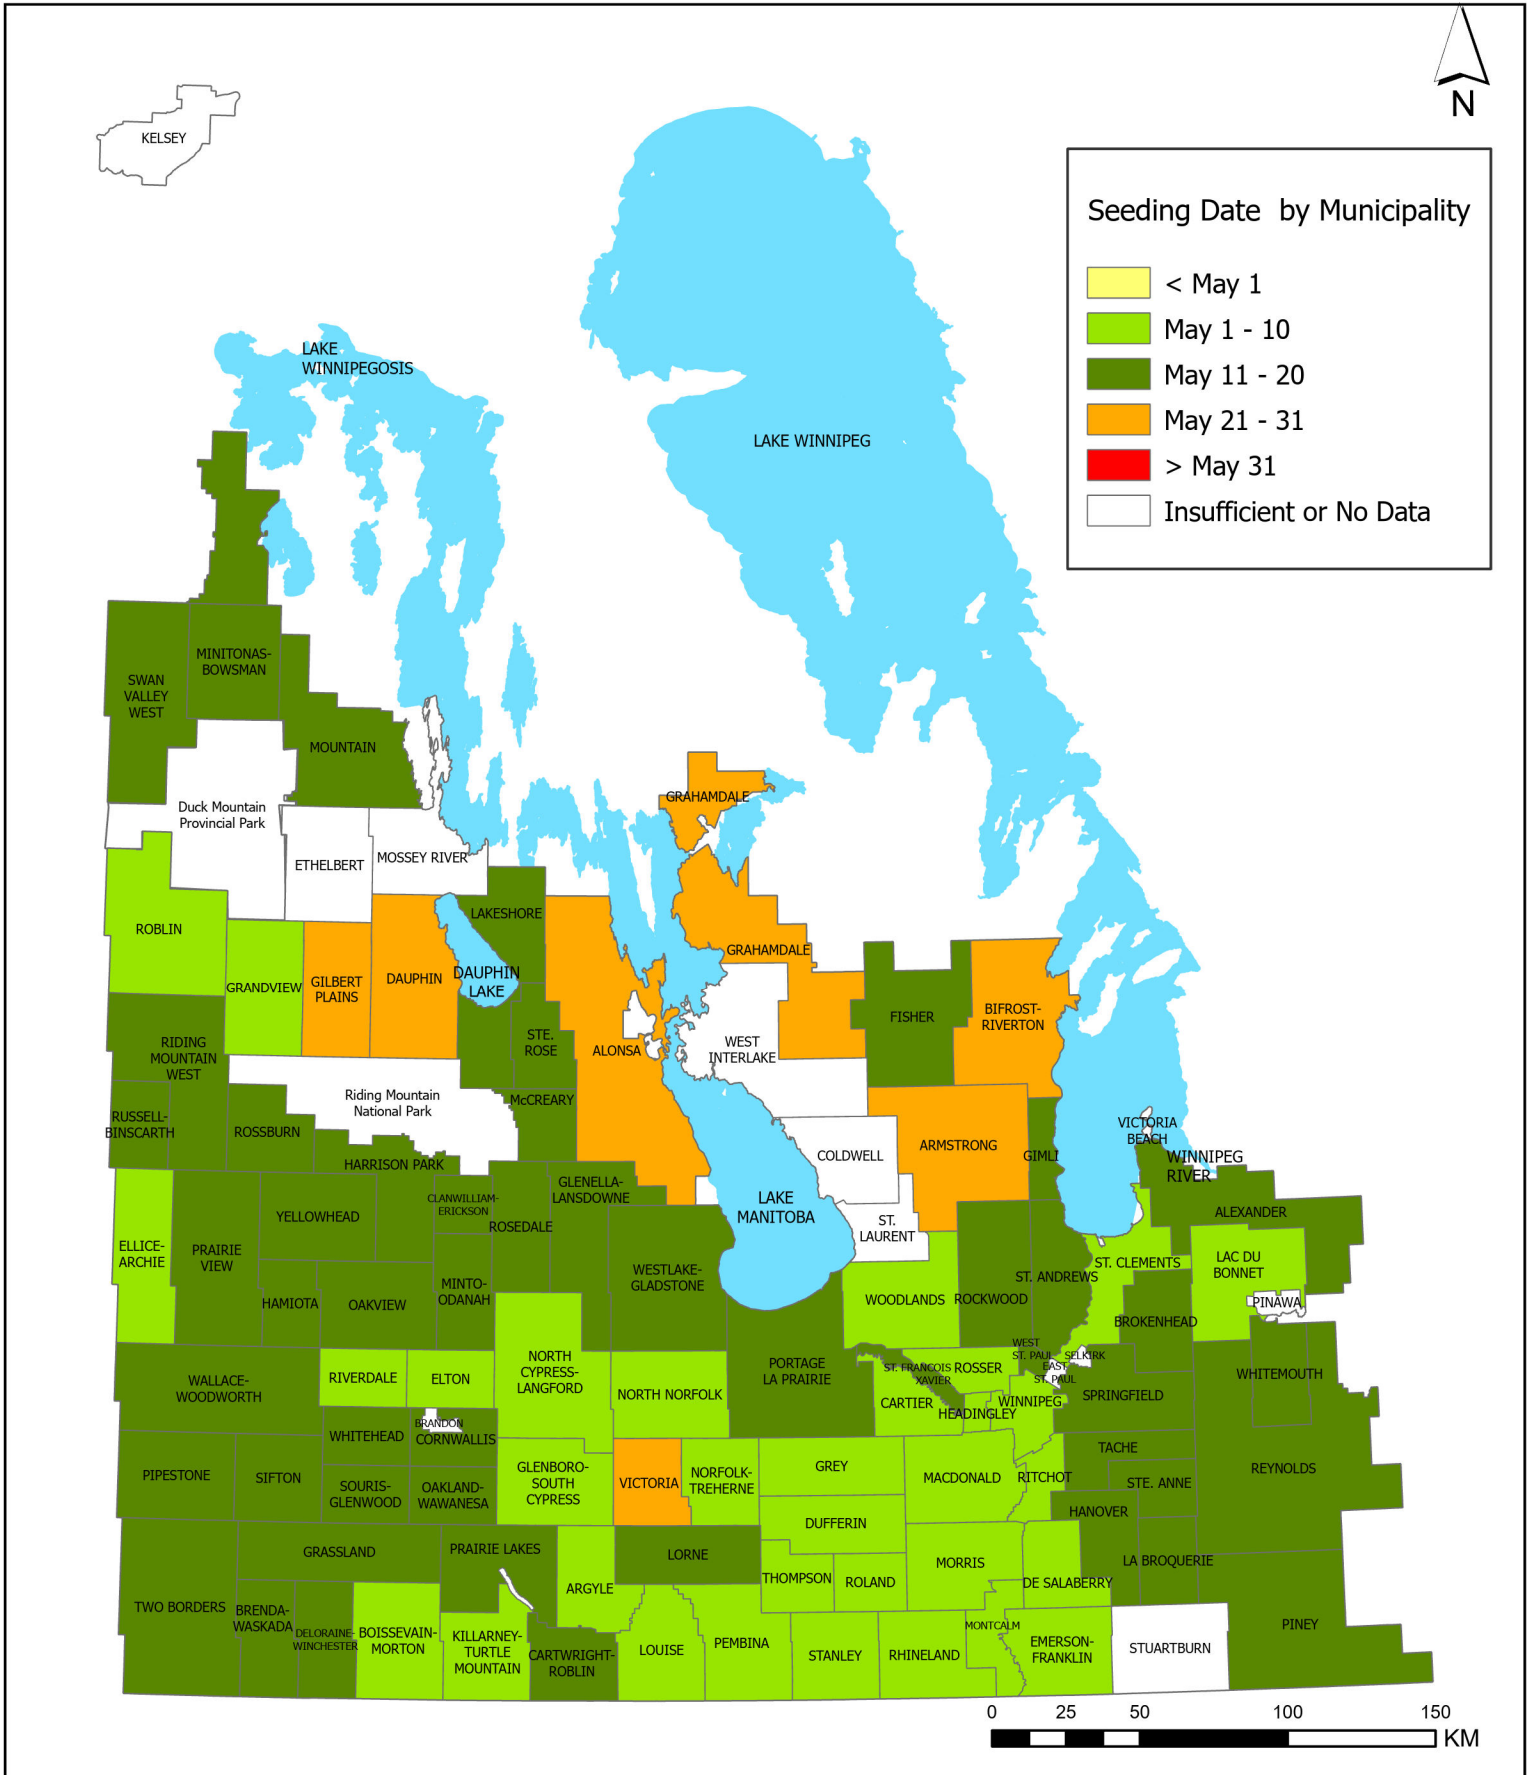 N
KELSEY
Seeding Date by Municipality
< May 1
May 1 - 10
May 11 - 20
May 21 - 31
> May 31
Insufficient or No Data
LAKE
WINNIPEGOSIS
LAKE WINNIPEG
MINITONAS-
BOWSMAN
SWAN
VALLEY
WEST
MOUNTAIN
Duck Mountain
Provincial Park
GRAHAMDALE
ETHELBERT
MOSSEY RIVER
ROBLIN
LAKESHORE
GRANDVIEW
GILBERT
PLAINS
DAUPHIN
DAUPHIN
LAKE
GRAHAMDALE
FISHER
BIFROST-
RIVERTON
RIDING
MOUNTAIN
WEST
STE.
ROSE
ALONSA
WEST
INTERLAKE
Riding Mountain
National Park
McCREARY
RUSSELL-
BINSCARTH
ROSSBURN
HARRISON PARK
COLDWELL
ARMSTRONG
GIMLI
VICTORIA
BEACH
WINNIPEG
RIVER
CLANWILLIAM-
ERICKSON
GLENELLA-
LANSDOWNE
LAKE
MANITOBA
ST.
LAURENT
ALEXANDER
YELLOWHEAD
ROSEDALE
ELLICE-
ARCHIE
PRAIRIE
VIEW
WESTLAKE-
GLADSTONE
ST. ANDREWS
ST. CLEMENTS
LAC DU
BONNET
HAMIOTA
OAKVIEW
MINTO-
ODANAH
WOODLANDS
ROCKWOOD
BROKENHEAD
PINAWA
WALLACE-
WOODWORTH
RIVERDALE
ELTON
NORTH
CYPRESS-
LANGFORD
NORTH NORFOLK
PORTAGE
LA PRAIRIE
ST. FRANCOIS
XAVIER
ROSSER
WEST
ST. PAUL
SELKIRK
EAST
ST. PAUL
WHITEMOUTH
CARTIER
HEADINGLEY
WINNIPEG
SPRINGFIELD
BRANDON
WHITEHEAD
CORNWALLIS
PIPESTONE
SIFTON
SOURIS-
GLENWOOD
OAKLAND-
WAWANESA
GLENBORO-
SOUTH
CYPRESS
VICTORIA
NORFOLK-
TREHERNE
GREY
MACDONALD
RITCHOT
TACHE
STE. ANNE
REYNOLDS
DUFFERIN
HANOVER
GRASSLAND
PRAIRIE LAKES
LORNE
MORRIS
LA BROQUERIE
ARGYLE
THOMPSON
ROLAND
DE SALABERRY
TWO BORDERS
BRENDA-
WASKADA
DELORAINE-
WINCHESTER
BOISSEVAIN-
MORTON
KILLARNEY-
TURTLE
MOUNTAIN
CARTWRIGHT-
ROBLIN
LOUISE
PEMBINA
STANLEY
RHINELAND
MONTCALM
EMERSON-
FRANKLIN
STUARTBURN
PINEY
0 25 50 100 150
KM